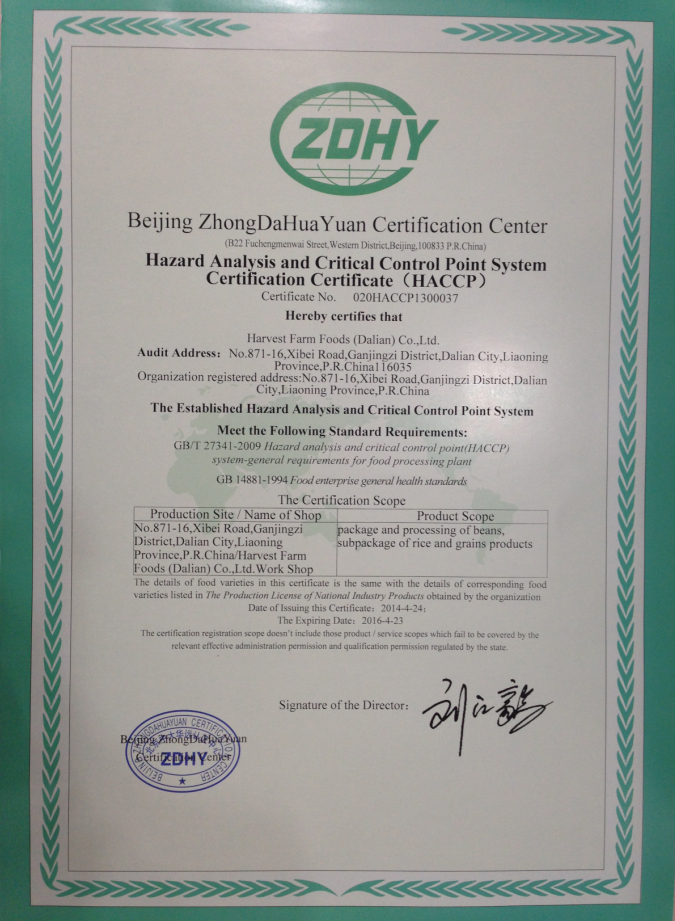 ZDHY
Beijing ZhongDaHuaYuan Certification Center
(B22 Fuchengmenwai Street,Western District,Beijing,100833 P.R.China)
Hazard Analysis and Critical Control Point System
Certification Certificate（HACCP）
Certificate No. 020HACCP1300037
Hereby certifies that
Harvest Farm Foods (Dalian) Co.,Ltd.
Audit Address: No.871-16,Xibei Road,Ganjingzi District,Dalian City,Liaoning
Province,P.R.China116035
Organization registered address:No.871-16,Xibei Road,Ganjingzi District,Dalian
City,Liaoning Province,P.R.China
The Established Hazard Analysis and Critical Control Point System
Meet the Following Standard Requirements:
GB/T 27341-2009 Hazard analysis and critical control point(HACCP)
system-general requirements for food processing plant
GB 14881-1994 Food enterprise general health standards
The Certification Scope
Production Site / Name of Shop
Product Scope
No.871-16,Xibei Road,Ganjingzi
District,Dalian City,Liaoning
Province,P.R.China/Harvest Farm
Foods (Dalian) Co.,Ltd.Work Shop
package and processing of beans,
subpackage of rice and grains products
The details of food varieties in this certificate is the same with the details of corresponding food
varieties listed in The Production License of National Industry Products obtained by the organization
Date of Issuing this Certificate: 2014-4-24;
The Expiring Date: 2016-4-23
The certification registration scope doesn't include those product / service scopes which fail to be covered by the
relevant effective administration permission and qualification permission regulated by the state.
Signature of the Director:
Beijing ZhongDaHuaYuan
Certification Center
BEIJING ZHONGDAHUAYUAN CERTIFICATION CENTER
ZDHY